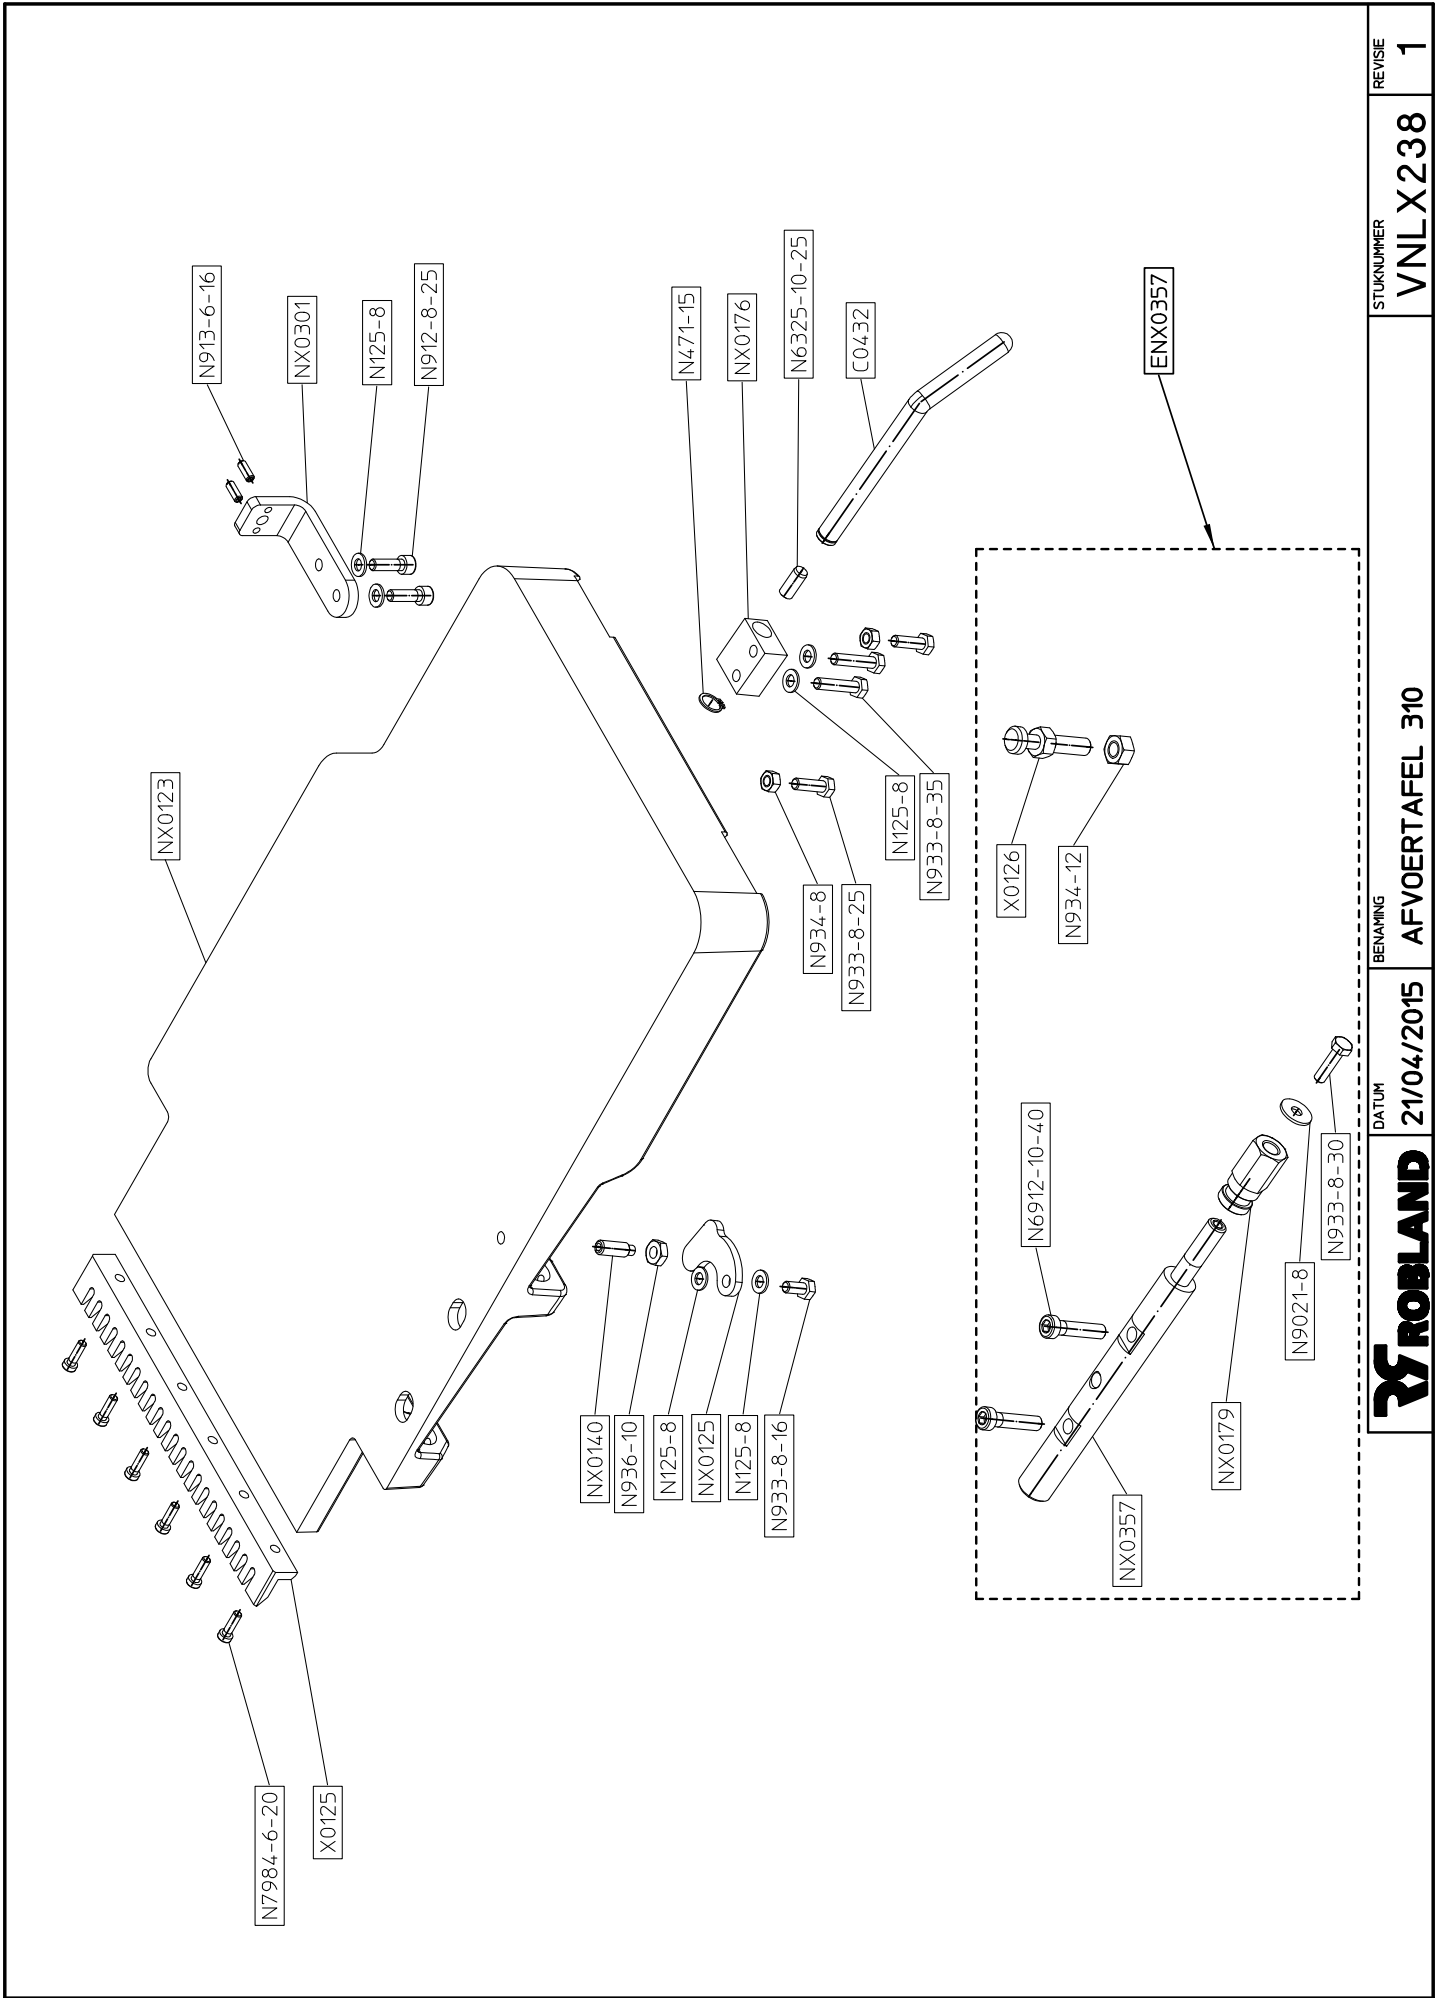 N7984-6-20
X0125
NX0123
N913-6-16
NX0301
N125-8
N912-8-25
NX0140
N936-10
N125-8
NX0125
N125-8
N933-8-16
N934-8
N933-8-25
N125-8
N933-8-35
N471-15
NX0176
N6325-10-25
C0432
ENX0357
NX0357
NX0179
N9021-8
N933-8-30
N6912-10-40
X0126
N934-12
ROBLAND
DATUM
21/04/2015
BENAMING
AFVOERTAFEL 310
STUKNUMMER
VNLX238
REVISIE
1